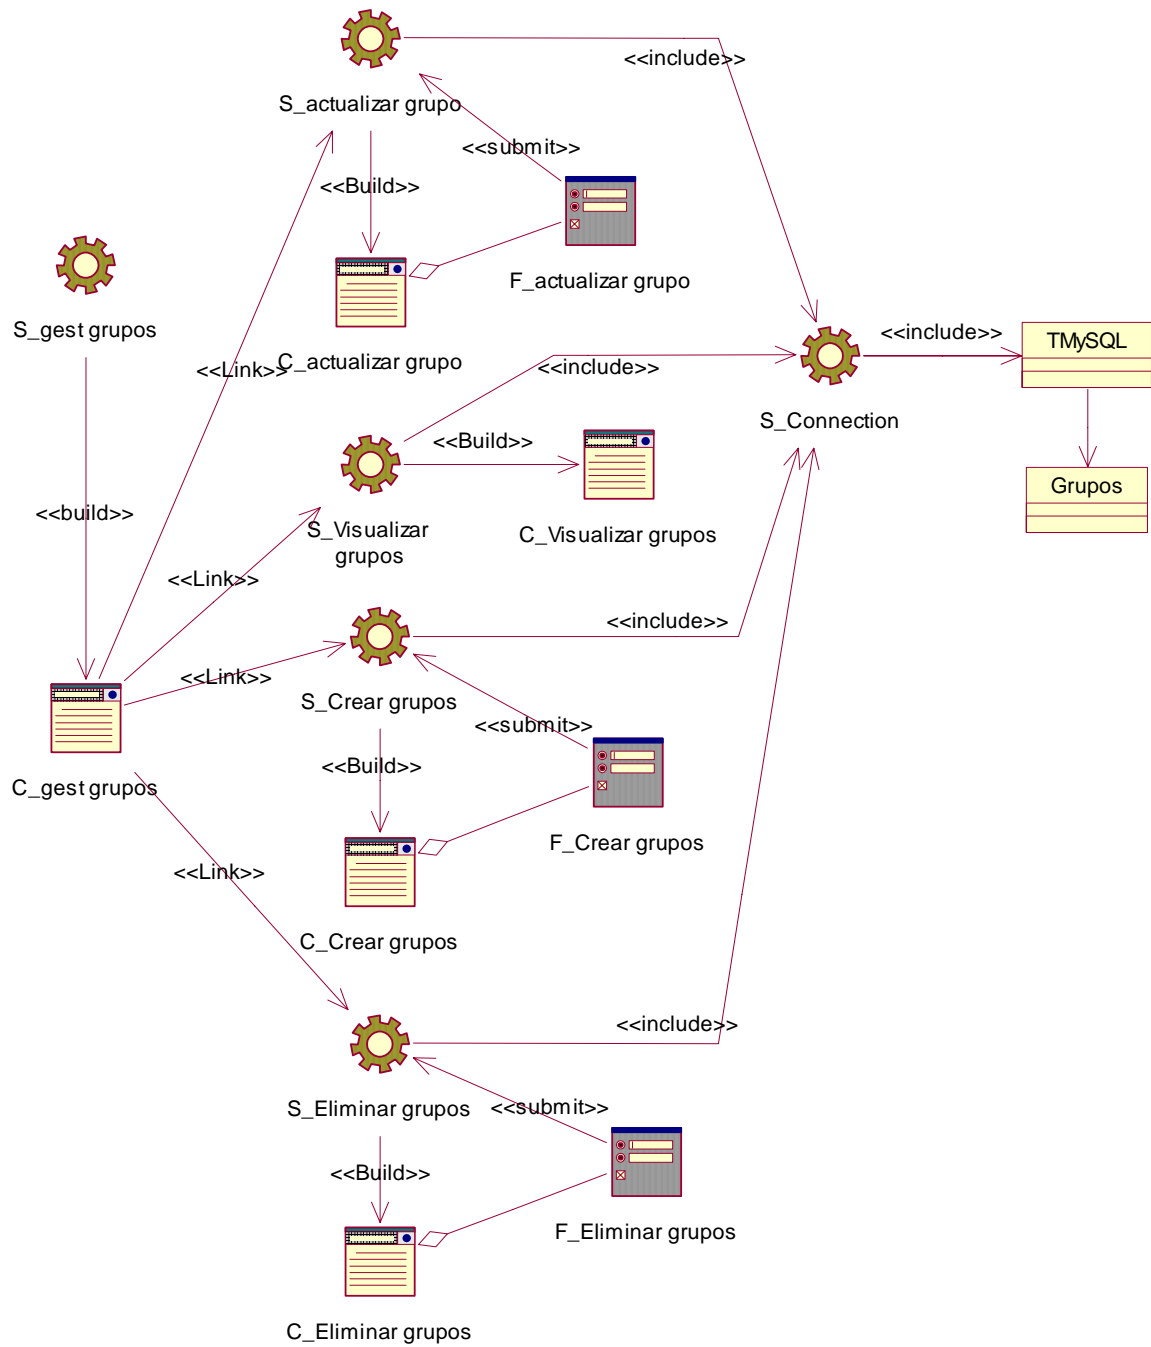 <<include>>
S_actualizar grupo
<<submit>>
<<Build>>
F_actualizar grupo
S_gest grupos
<<include>>
TMySQL
<<Link>>
C_actualizar grupo
<<include>>
S_Connection
<<Build>>
Grupos
<<build>>
S_Visualizar
grupos
C_Visualizar grupos
<<Link>>
<<include>>
<<Link>>
S_Crear grupos
<<submit>>
<<Build>>
C_gest grupos
F_Crear grupos
<<Link>>
C_Crear grupos
<<include>>
S_Eliminar grupos
<<submit>>
<<Build>>
F_Eliminar grupos
C_Eliminar grupos